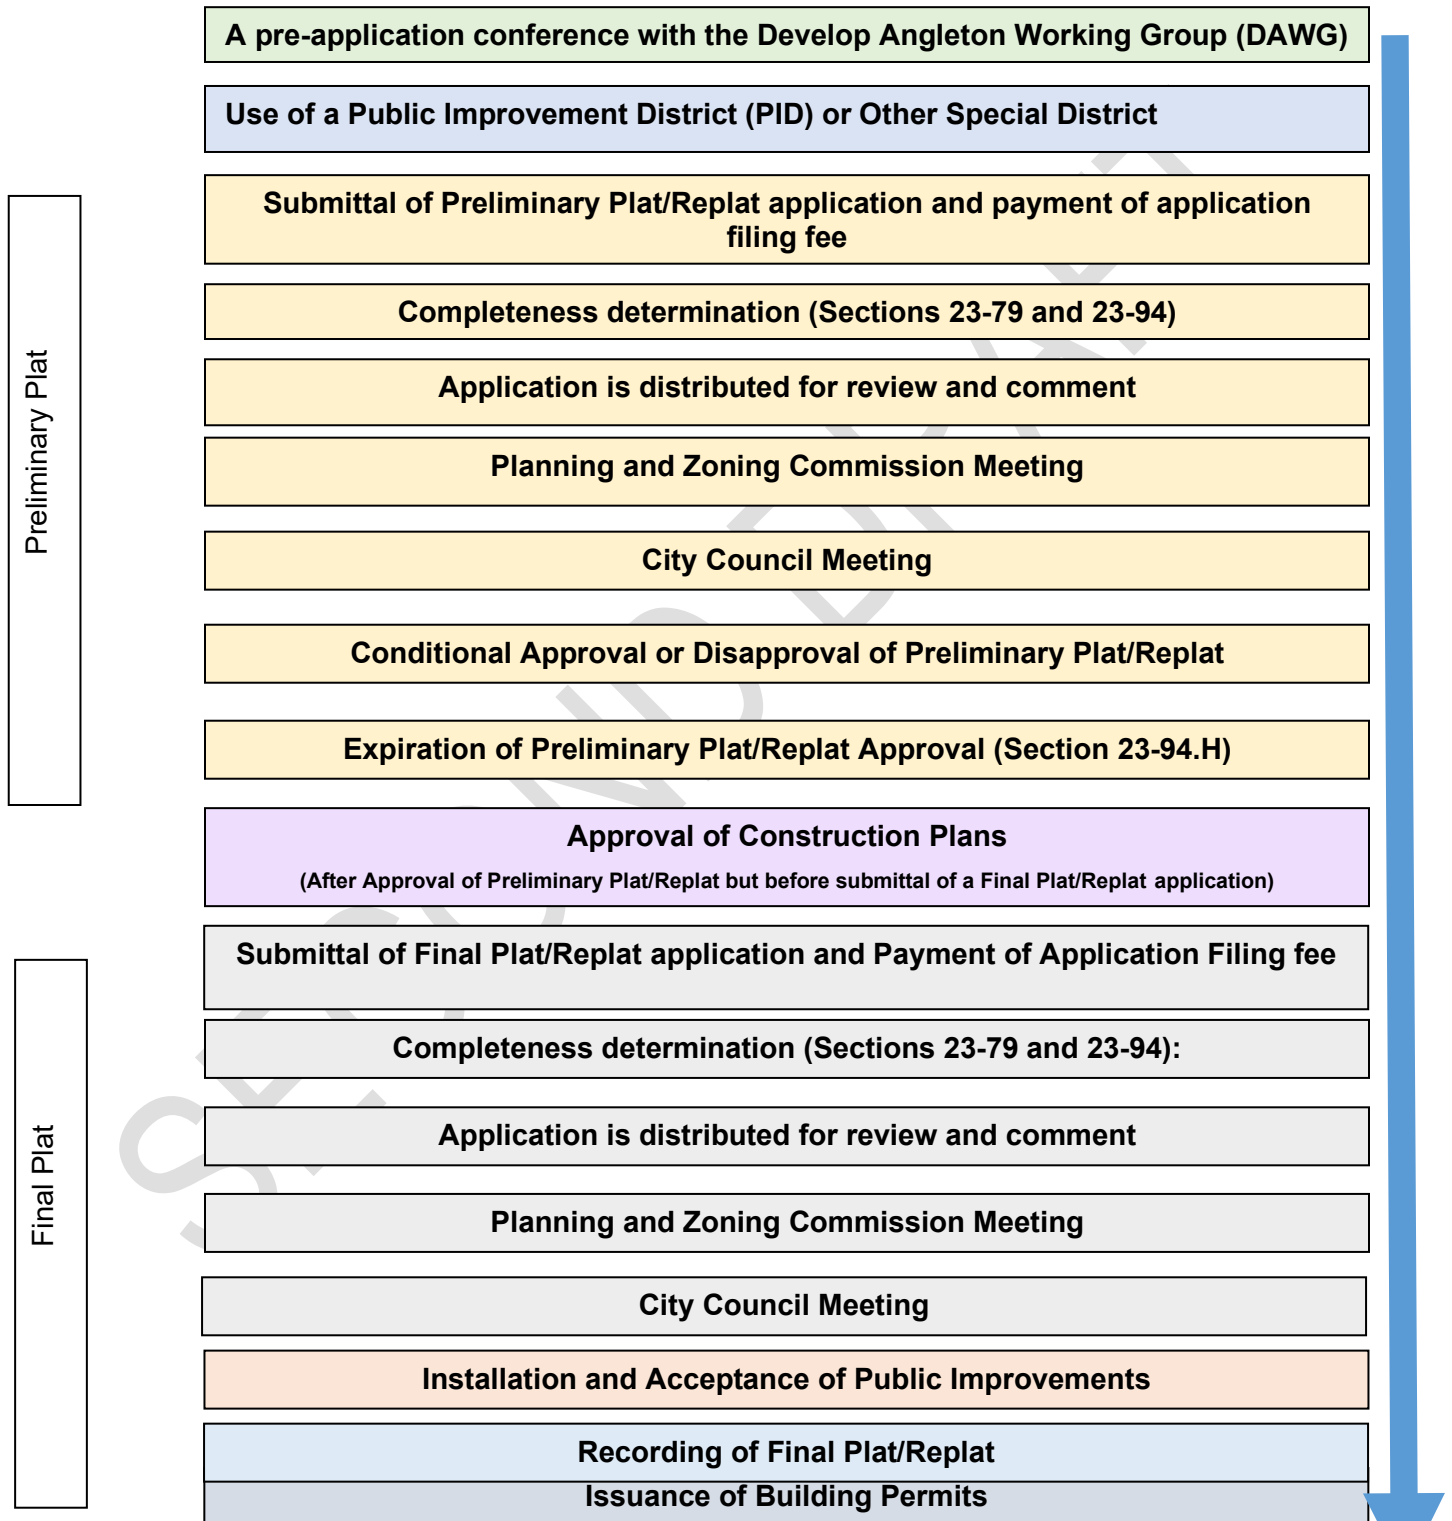 A pre-application conference with the Develop Angleton Working Group (DAWG)
Use of a Public Improvement District (PID) or Other Special District
Preliminary Plat
Submittal of Preliminary Plat/Replat application and payment of application
filing fee
Completeness determination (Sections 23-79 and 23-94)
Application is distributed for review and comment
Planning and Zoning Commission Meeting
City Council Meeting
Conditional Approval or Disapproval of Preliminary Plat/Replat
Expiration of Preliminary Plat/Replat Approval (Section 23-94.H)
Approval of Construction Plans
(After Approval of Preliminary Plat/Replat but before submittal of a Final Plat/Replat application)
Final Plat
Submittal of Final Plat/Replat application and Payment of Application Filing fee
Completeness determination (Sections 23-79 and 23-94):
Application is distributed for review and comment
Planning and Zoning Commission Meeting
City Council Meeting
Installation and Acceptance of Public Improvements
Recording of Final Plat/Replat
Issuance of Building Permits
SECOND DRAFT